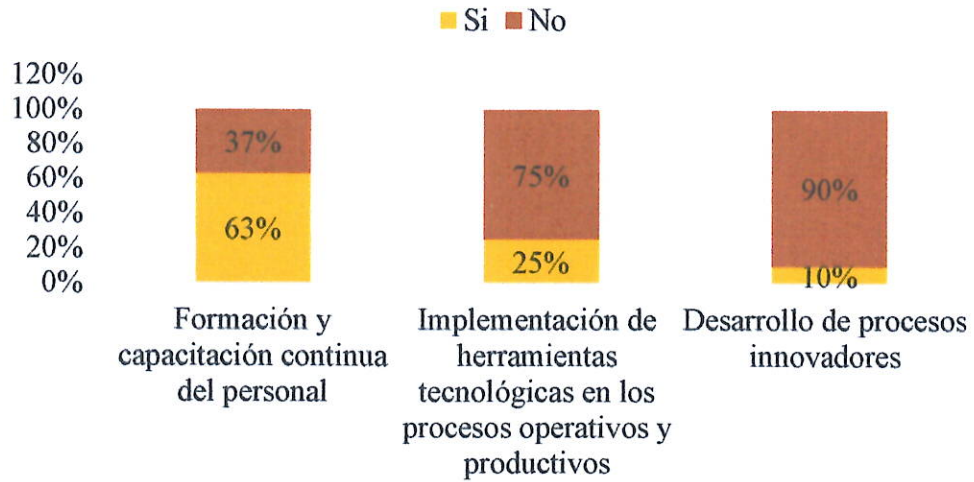 Si No
120%
100%
80%
60%
40%
20%
0%
37%
63%
75%
25%
90%
10%
Formación y
capacitación continua
del personal
Implementación de
herramientas
tecnológicas en los
procesos operativos y
productivos
Desarrollo de procesos
innovadores